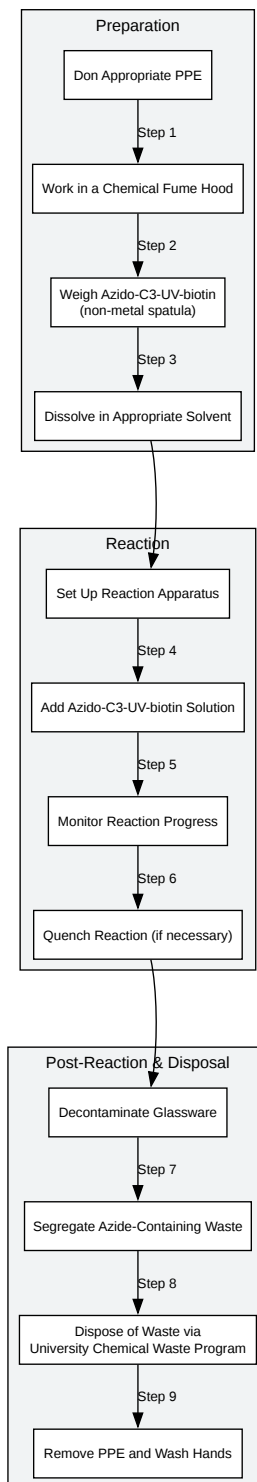 Preparation
Don Appropriate PPE
Step 1
Work in a Chemical Fume Hood
Step 2
Weigh Azido-C3-UV-biotin
(non-metal spatula)
Step 3
Dissolve in Appropriate Solvent
Reaction
Set Up Reaction Apparatus
Step 4
Add Azido-C3-UV-biotin Solution
Step 5
Monitor Reaction Progress
Step 6
Quench Reaction (if necessary)
Post-Reaction & Disposal
Decontaminate Glassware
Step 7
Segregate Azide-Containing Waste
Step 8
Dispose of Waste via
University Chemical Waste Program
Step 9
Remove PPE and Wash Hands